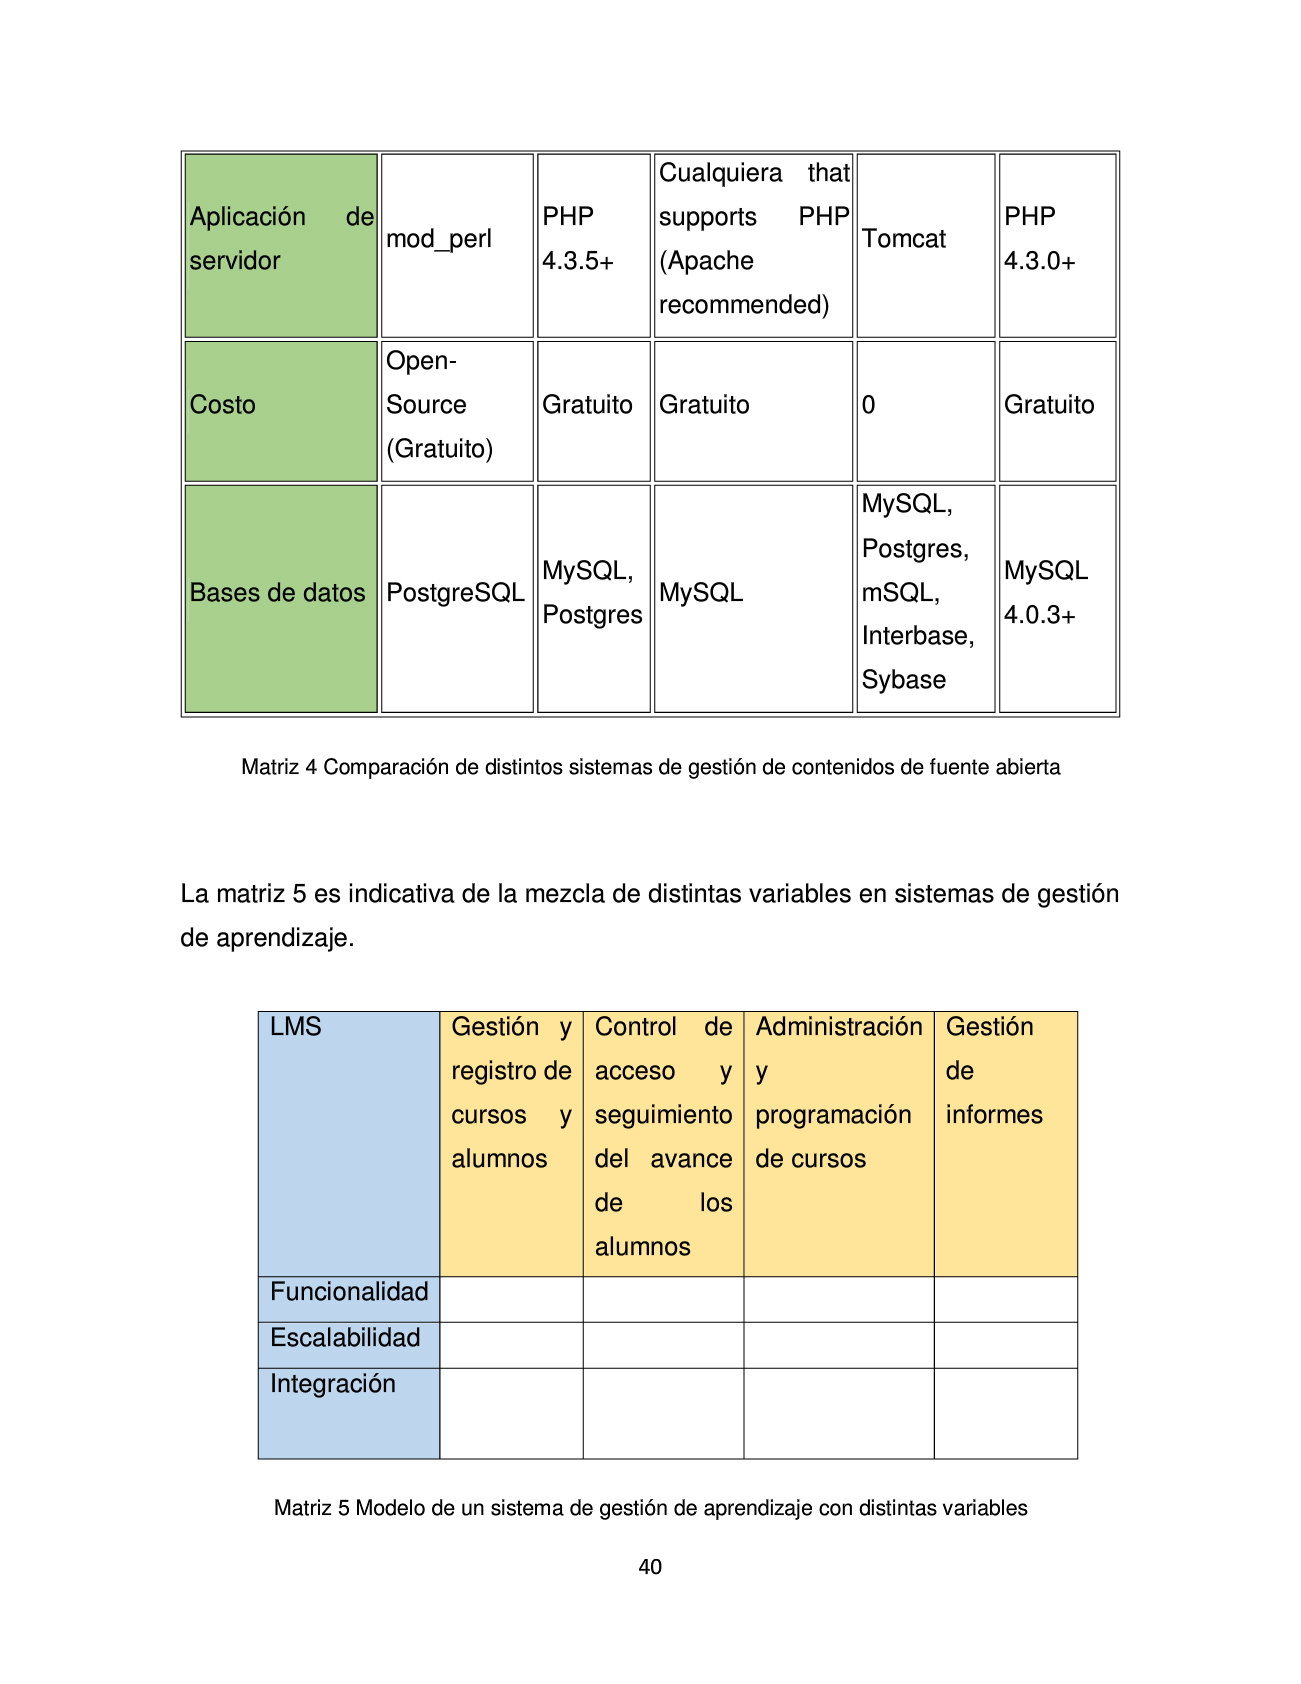 Aplicación de
servidor
mod_perl
PHP
4.3.5+
Cualquiera that
supports PHP
(Apache
recommended)
Tomcat
PHP
4.3.0+
Costo
Open-
Source
(Gratuito)
Gratuito
Gratuito
0
Gratuito
Bases de datos
PostgreSQL
MySQL,
Postgres
MySQL
MySQL,
Postgres,
mSQL,
Interbase,
Sybase
MySQL
4.0.3+
Matriz 4 Comparación de distintos sistemas de gestión de contenidos de fuente abierta
La matriz 5 es indicativa de la mezcla de distintas variables en sistemas de gestión
de aprendizaje.
LMS
Gestión y
registro de
cursos y
alumnos
Control de
acceso y
seguimiento
del avance
de los
alumnos
Administración
y
programación
de cursos
Gestión
de
informes
Funcionalidad
Escalabilidad
Integración
Matriz 5 Modelo de un sistema de gestión de aprendizaje con distintas variables
40